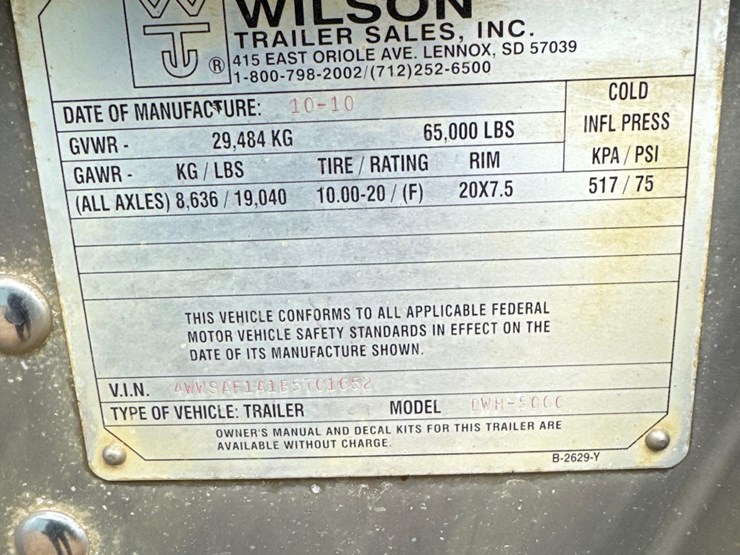 WILSON
TRAILER SALES, INC.
®
415 EAST ORIOLE AVE. LENNOX, SD 57039
1-800-798-2002/(712)252-6500
DATE OF MANUFACTURE: 10-10
COLD
INFL PRESS
KPA / PSI
GVWR - 29,484 KG 65,000 LBS
GAWR - KG / LBS TIRE / RATING RIM
(ALL AXLES) 8,636 / 19,040 10.00-20 / (F) 20X7.5 517 / 75
THIS VEHICLE CONFORMS TO ALL APPLICABLE FEDERAL
MOTOR VEHICLE SAFETY STANDARDS IN EFFECT ON THE
DATE OF ITS MANUFACTURE SHOWN.
V.I.N.
TYPE OF VEHICLE: TRAILER MODEL
OWNER'S MANUAL AND DECAL KITS FOR THIS TRAILER ARE
AVAILABLE WITHOUT CHARGE.
B-2629-Y